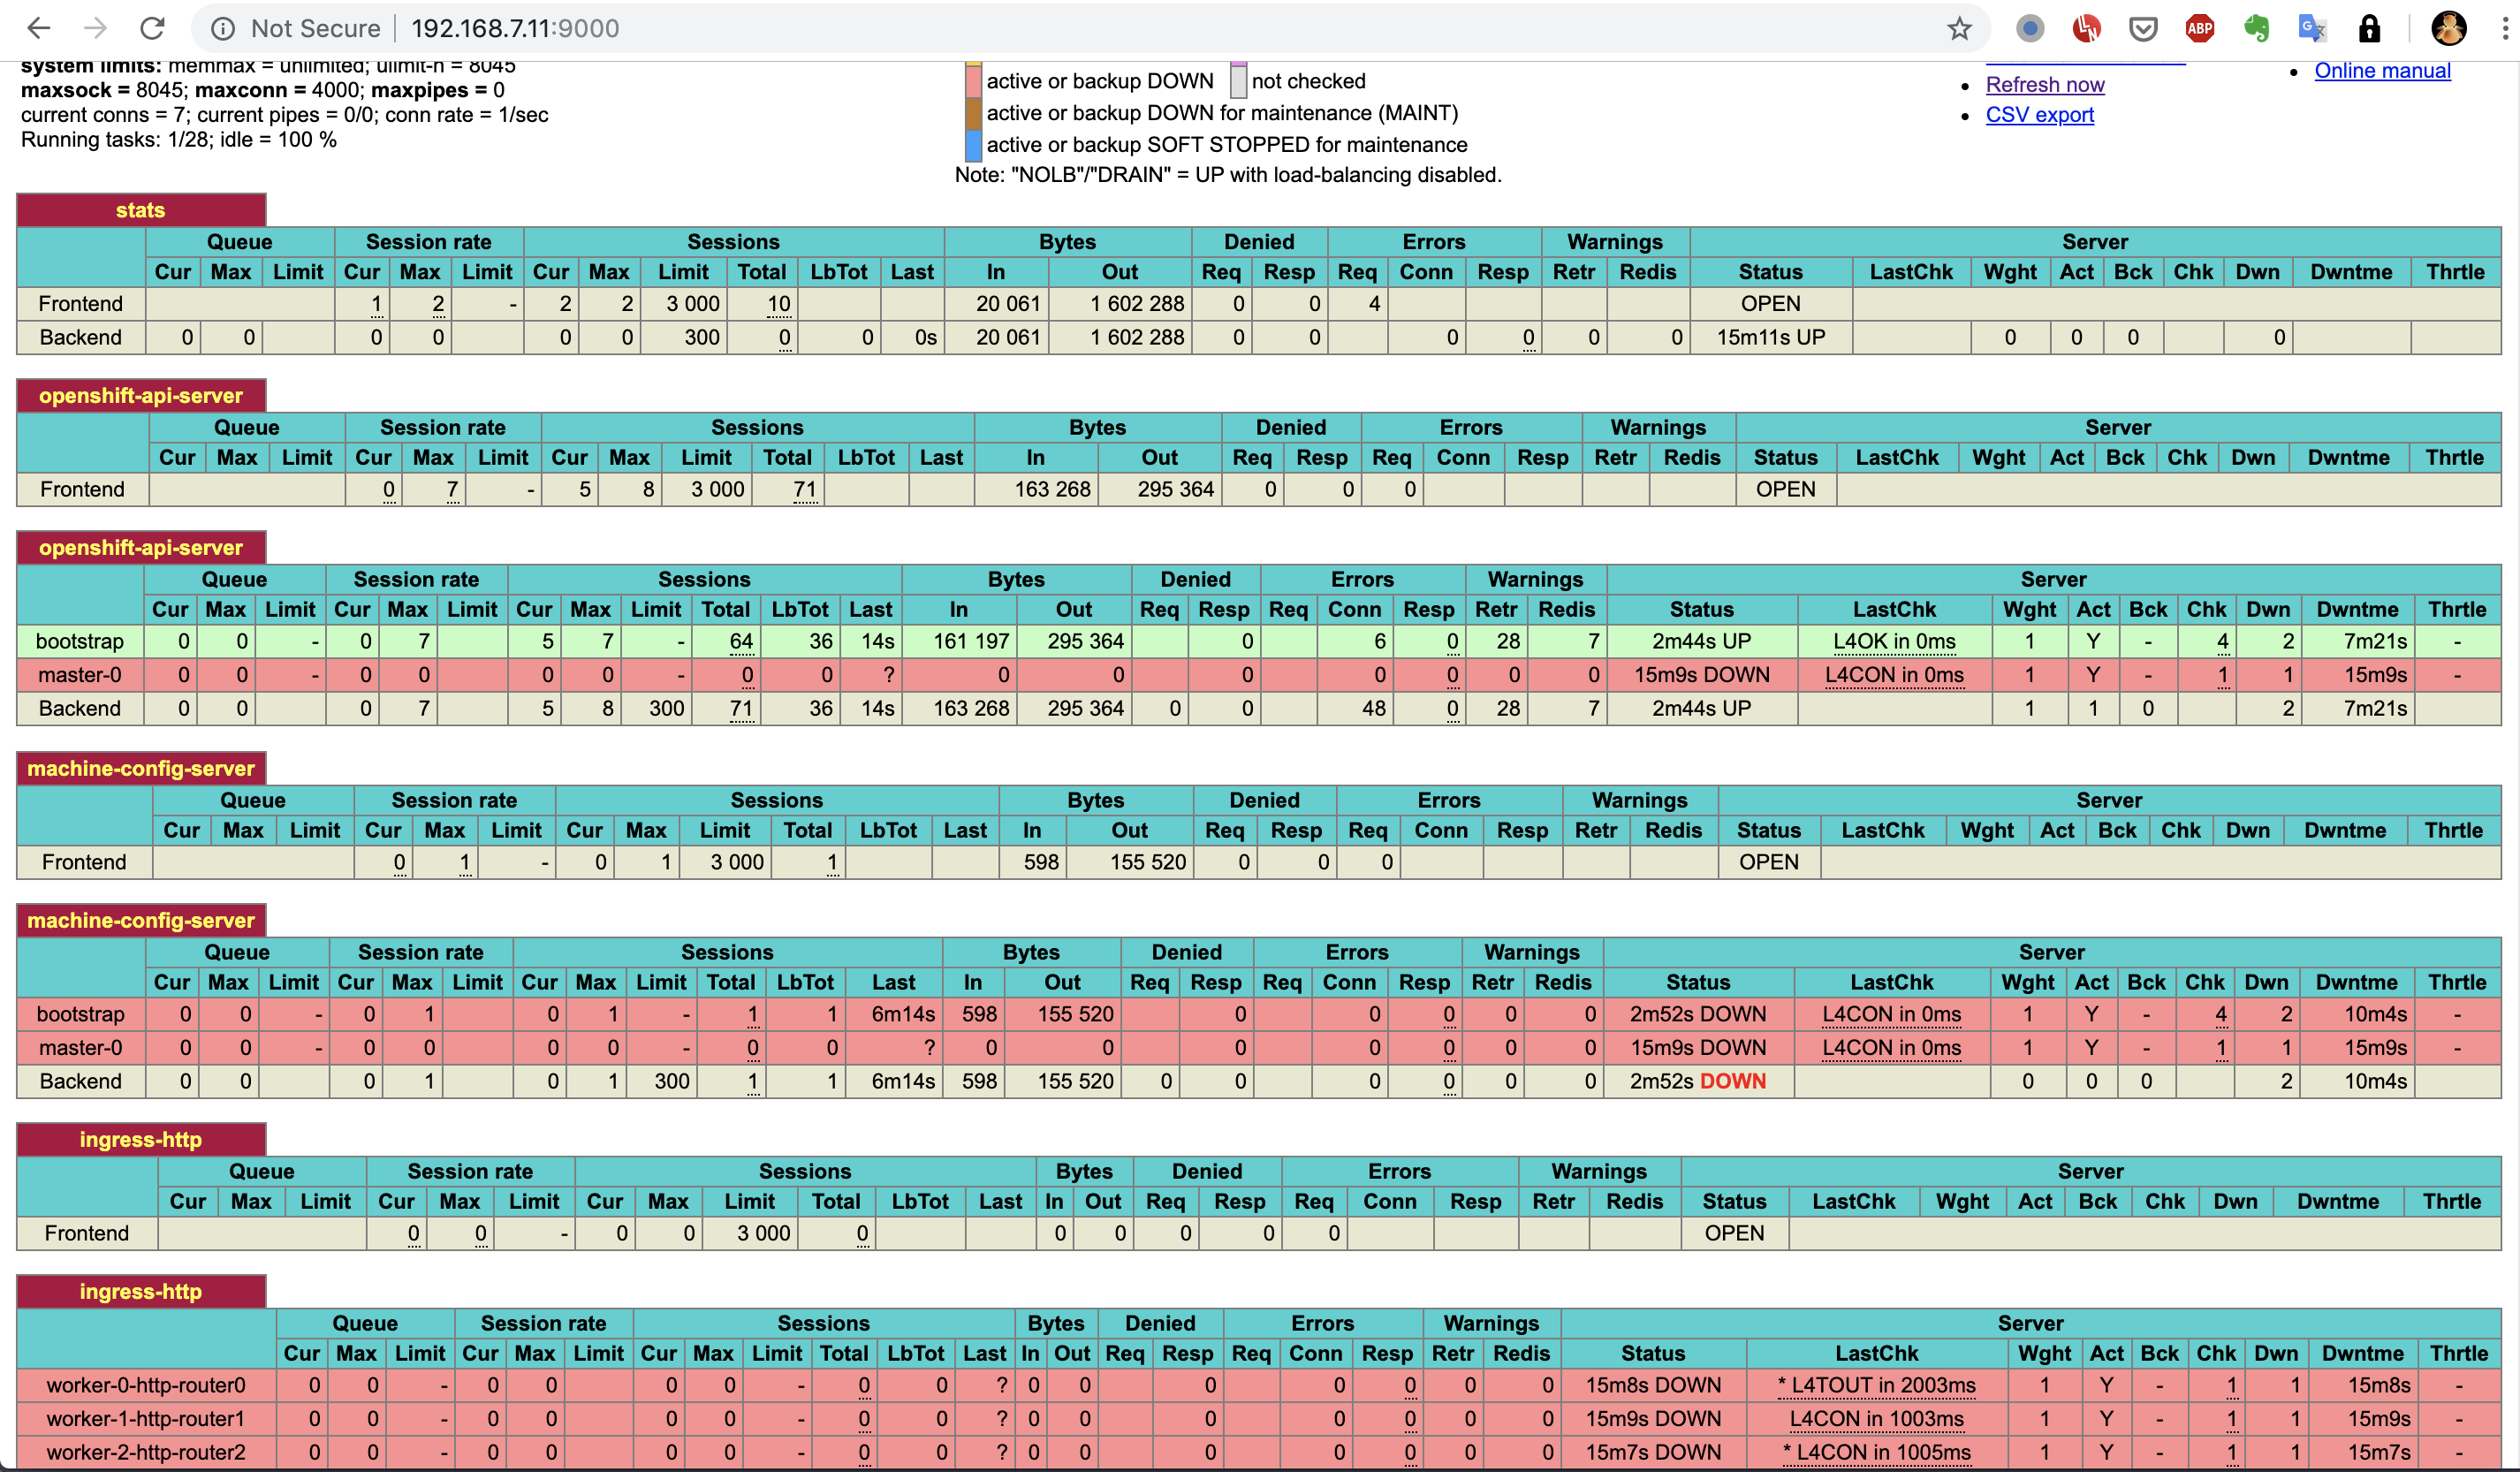 Not Secure | 192.168.7.11:9000
system limits: memmax = unlimited; ulimit-n = 8045
maxsock = 8045; maxconn = 4000; maxpipes = 0
current conns = 7; current pipes = 0/0; conn rate = 1/sec
Running tasks: 1/28; idle = 100 %
active or backup DOWN not checked
active or backup DOWN for maintenance (MAINT)
active or backup SOFT STOPPED for maintenance
Note: "NOLB"/"DRAIN" = UP with load-balancing disabled.
Refresh now
CSV export
Online manual
stats
Queue Session rate Sessions Bytes Denied Errors Warnings Server
Cur Max Limit Cur Max Limit Cur Max Limit Total LbTot Last In Out Req Resp Req Conn Resp Retr Redis Status LastChk Wght Act Bck Chk Dwn Dwntme Thrtle
Frontend 1 2 - 2 2 3 000 10 20 061 1 602 288 0 0 4 OPEN
Backend 0 0 0 0 0 0 300 0 0 0s 20 061 1 602 288 0 0 0 0 0 0 15m11s UP 0 0 0 0
openshift-api-server
Queue Session rate Sessions Bytes Denied Errors Warnings Server
Cur Max Limit Cur Max Limit Cur Max Limit Total LbTot Last In Out Req Resp Req Conn Resp Retr Redis Status LastChk Wght Act Bck Chk Dwn Dwntme Thrtle
Frontend 0 7 - 5 8 3 000 71 163 268 295 364 0 0 0 OPEN
openshift-api-server
Queue Session rate Sessions Bytes Denied Errors Warnings Server
Cur Max Limit Cur Max Limit Cur Max Limit Total LbTot Last In Out Req Resp Req Conn Resp Retr Redis Status LastChk Wght Act Bck Chk Dwn Dwntme Thrtle
bootstrap 0 0 - 0 7 5 7 - 64 36 14s 161 197 295 364 0 6 0 28 7 2m44s UP L4OK in 0ms 1 Y - 4 2 7m21s -
master-0 0 0 - 0 0 0 0 - 0 0 ? 0 0 0 0 0 0 0 15m9s DOWN L4CON in 0ms 1 Y - 1 1 15m9s -
Backend 0 0 0 7 5 8 300 71 36 14s 163 268 295 364 0 0 48 0 28 7 2m44s UP 1 1 0 2 7m21s
machine-config-server
Queue Session rate Sessions Bytes Denied Errors Warnings Server
Cur Max Limit Cur Max Limit Cur Max Limit Total LbTot Last In Out Req Resp Req Conn Resp Retr Redis Status LastChk Wght Act Bck Chk Dwn Dwntme Thrtle
Frontend 0 1 - 0 1 3 000 1 598 155 520 0 0 0 OPEN
machine-config-server
Queue Session rate Sessions Bytes Denied Errors Warnings Server
Cur Max Limit Cur Max Limit Cur Max Limit Total LbTot Last In Out Req Resp Req Conn Resp Retr Redis Status LastChk Wght Act Bck Chk Dwn Dwntme Thrtle
bootstrap 0 0 - 0 1 0 1 - 1 1 6m14s 598 155 520 0 0 0 0 0 2m52s DOWN L4CON in 0ms 1 Y - 4 2 10m4s -
master-0 0 0 - 0 0 0 0 - 0 0 ? 0 0 0 0 0 0 0 15m9s DOWN L4CON in 0ms 1 Y - 1 1 15m9s -
Backend 0 0 0 1 0 1 300 1 1 6m14s 598 155 520 0 0 0 0 0 0 2m52s DOWN 0 0 0 2 10m4s
ingress-http
Queue Session rate Sessions Bytes Denied Errors Warnings Server
Cur Max Limit Cur Max Limit Cur Max Limit Total LbTot Last In Out Req Resp Req Conn Resp Retr Redis Status LastChk Wght Act Bck Chk Dwn Dwntme Thrtle
Frontend 0 0 - 0 0 3 000 0 0 0 0 0 0 OPEN
ingress-http
Queue Session rate Sessions Bytes Denied Errors Warnings Server
Cur Max Limit Cur Max Limit Cur Max Limit Total LbTot Last In Out Req Resp Req Conn Resp Retr Redis Status LastChk Wght Act Bck Chk Dwn Dwntme Thrtle
worker-0-http-router0 0 0 - 0 0 0 0 - 0 0 ? 0 0 0 0 0 0 0 15m8s DOWN * L4TOUT in 2003ms 1 Y - 1 1 15m8s -
worker-1-http-router1 0 0 - 0 0 0 0 - 0 0 ? 0 0 0 0 0 0 0 15m9s DOWN L4CON in 1003ms 1 Y - 1 1 15m9s -
worker-2-http-router2 0 0 - 0 0 0 0 - 0 0 ? 0 0 0 0 0 0 0 15m7s DOWN * L4CON in 1005ms 1 Y - 1 1 15m7s -